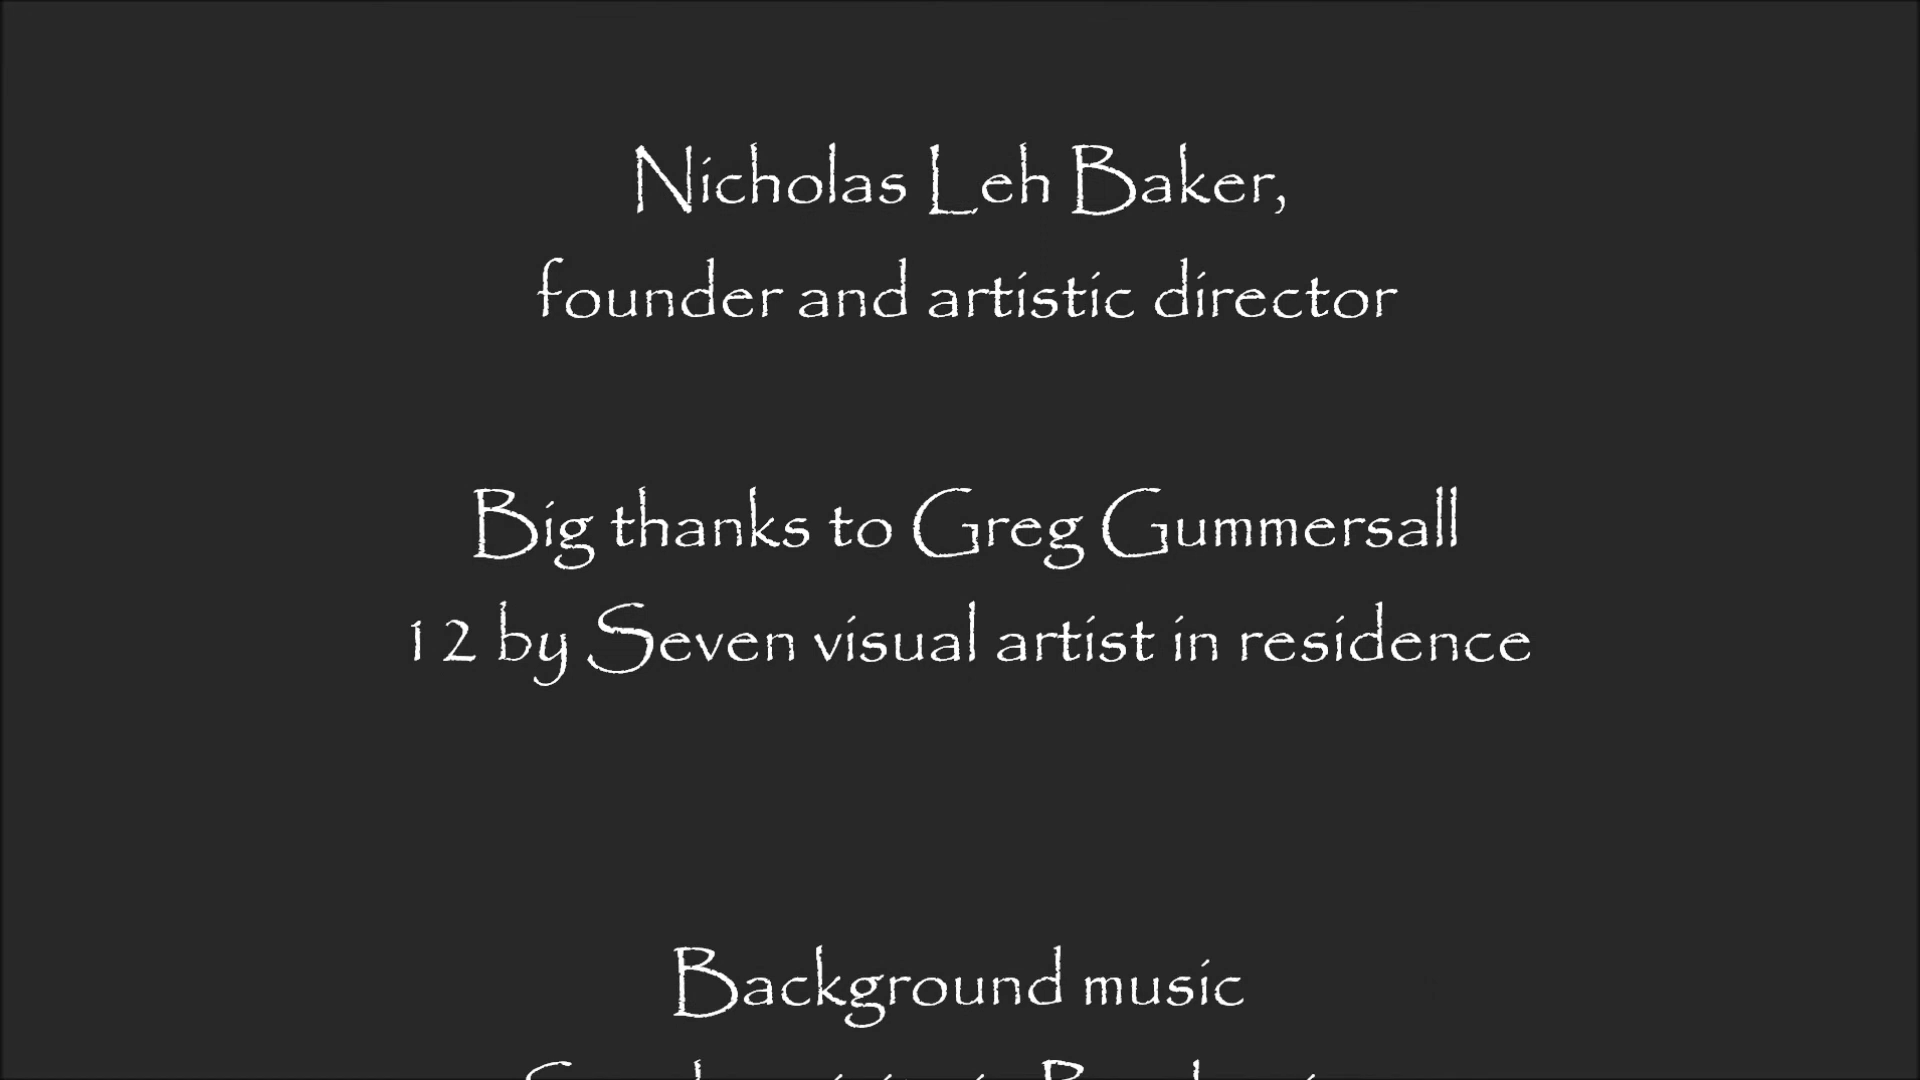 Nicholas Leh Baker,
founder and artistic director
Big thanks to Greg Gummersall
12 by Seven visual artist in residence
Background music